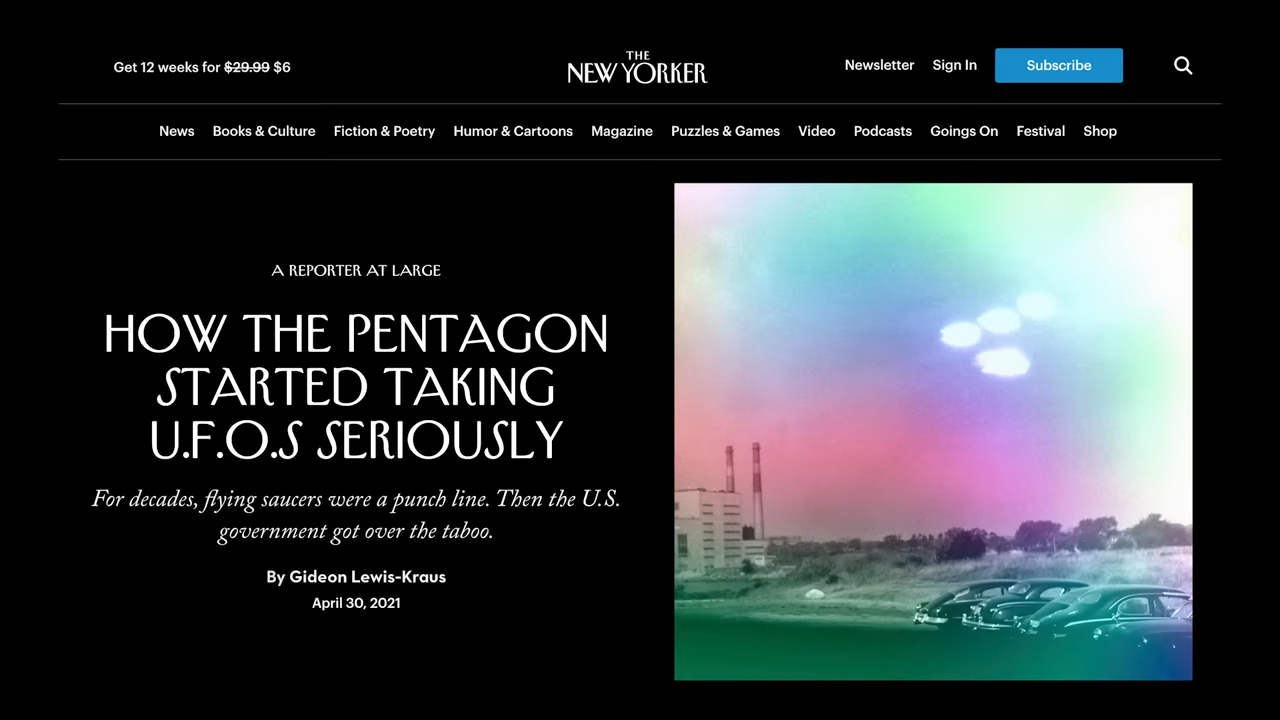 Get 12 weeks for $29.99 $6
THE
NEW YORKER
Newsletter
Sign In
Subscribe
News
Books & Culture
Fiction & Poetry
Humor & Cartoons
Magazine
Puzzles & Games
Video
Podcasts
Goings On
Festival
Shop
A REPORTER AT LARGE
HOW THE PENTAGON
STARTED TAKING
U.F.O.S SERIOUSLY
For decades, flying saucers were a punch line. Then the U.S.
government got over the taboo.
By Gideon Lewis-Kraus
April 30, 2021